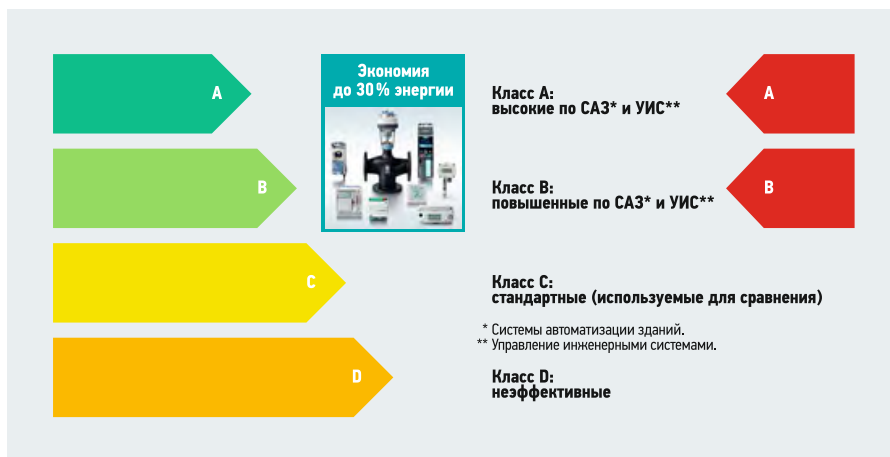 A
Экономия
до 30% энергии
Класс A:
высокие по САЗ* и УИС**
A
B
Класс B:
повышенные по САЗ* и УИС**
B
C
Класс C:
стандартные (используемые для сравнения)
* Системы автоматизации зданий.
** Управление инженерными системами.
D
Класс D:
неэффективные